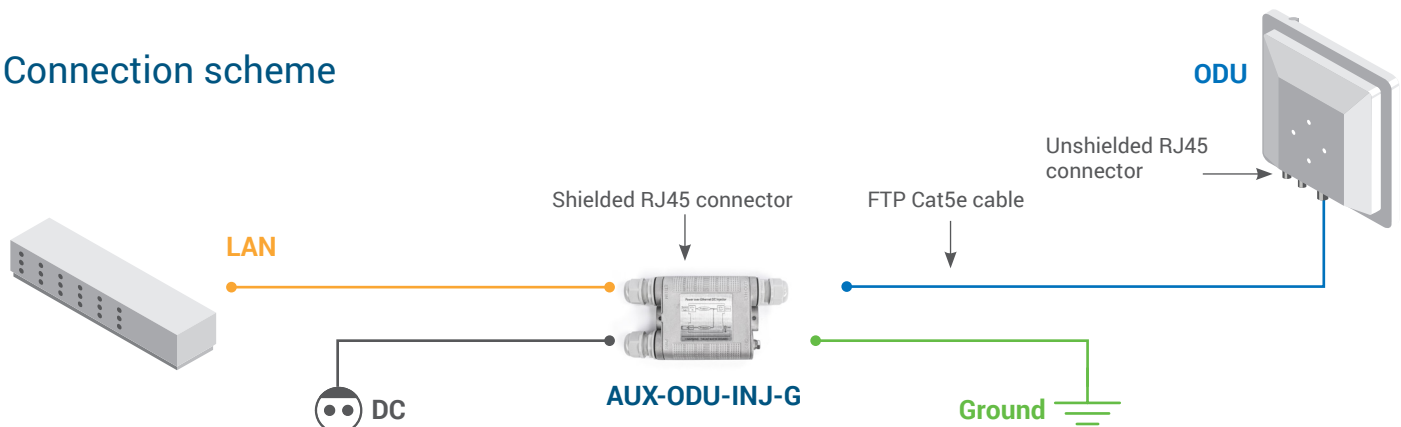 Connection scheme
ODU
Unshielded RJ45
connector
Shielded RJ45 connector
FTP Cat5e cable
LAN
AUX-ODU-INJ-G
DC
Ground